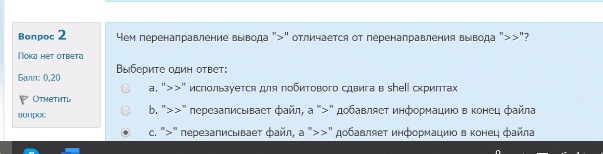 Вопрос 2
Пока нет ответа
Балл: 0,20
Отметить
вопрос
Чем перенаправление вывода ">" отличается от перенаправления вывода ">>"?
Выберите один ответ:
a. ">>" используется для побитового сдвига в shell скриптах
b. ">>" перезаписывает файл, а ">" добавляет информацию в конец файла
c. ">" перезаписывает файл, а ">>" добавляет информацию в конец файла